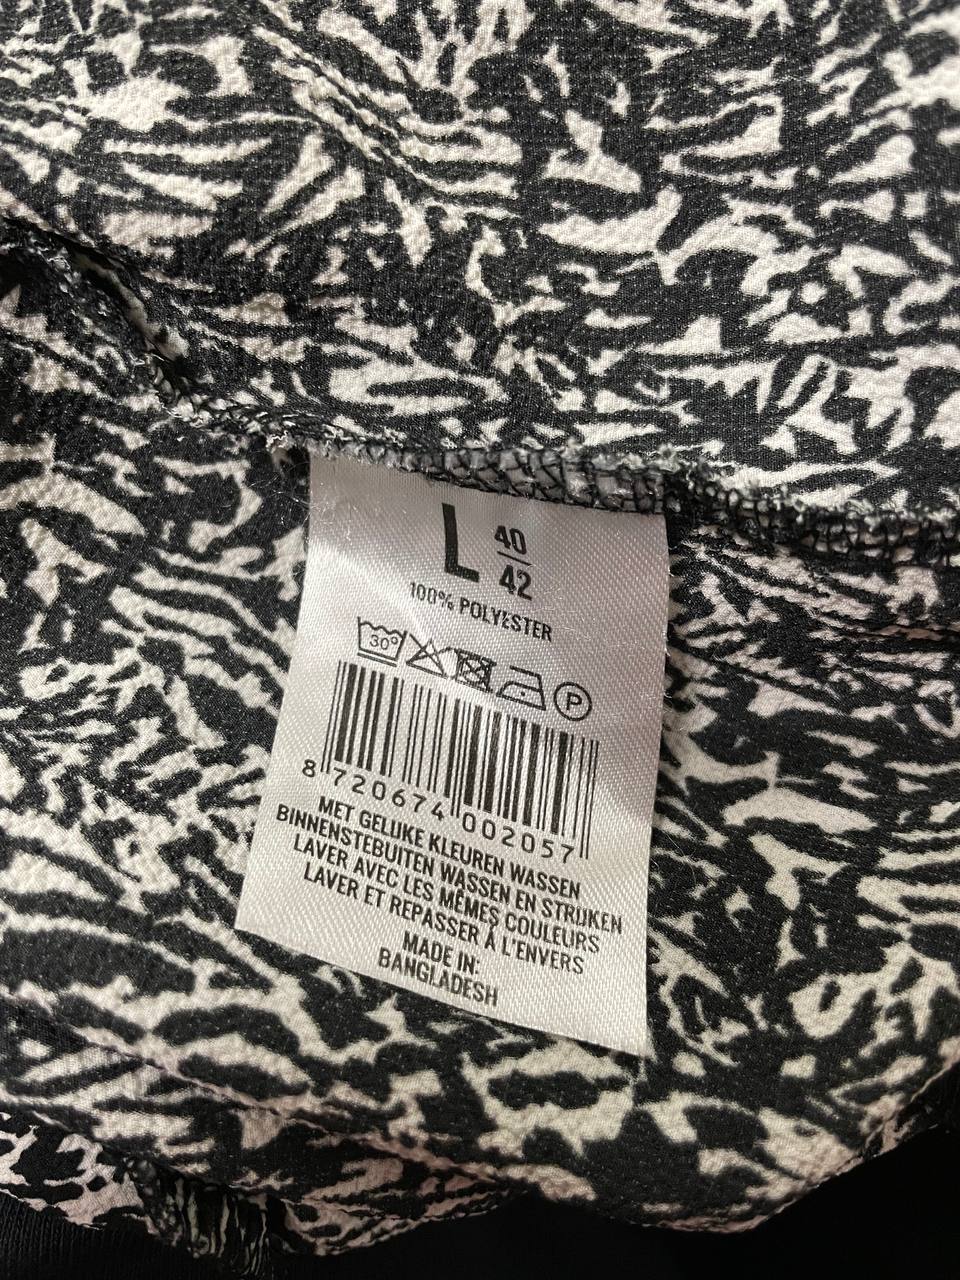 L 40
42
100% POLYESTER
30°
P
8 720674 002057
MET GELIJKE KLEUREN WASSEN
BINNENSTEBUITEN WASSEN EN STRIJKEN
LAVER AVEC LES MÊMES COULEURS
LAVER ET REPASSER À L'ENVERS
MADE IN:
BANGLADESH